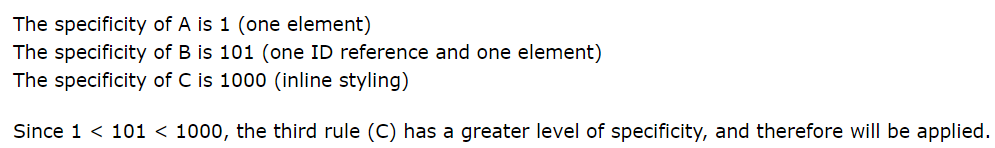 The specificity of A is 1 (one element)
The specificity of B is 101 (one ID reference and one element)
The specificity of C is 1000 (inline styling)
Since 1 < 101 < 1000, the third rule (C) has a greater level of specificity, and therefore will be applied.